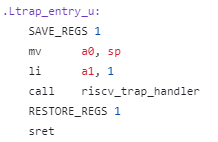 .Ltrap_entry_u:
SAVE_REGS 1
mv a0, sp
li a1, 1
call riscv_trap_handler
RESTORE_REGS 1
sret